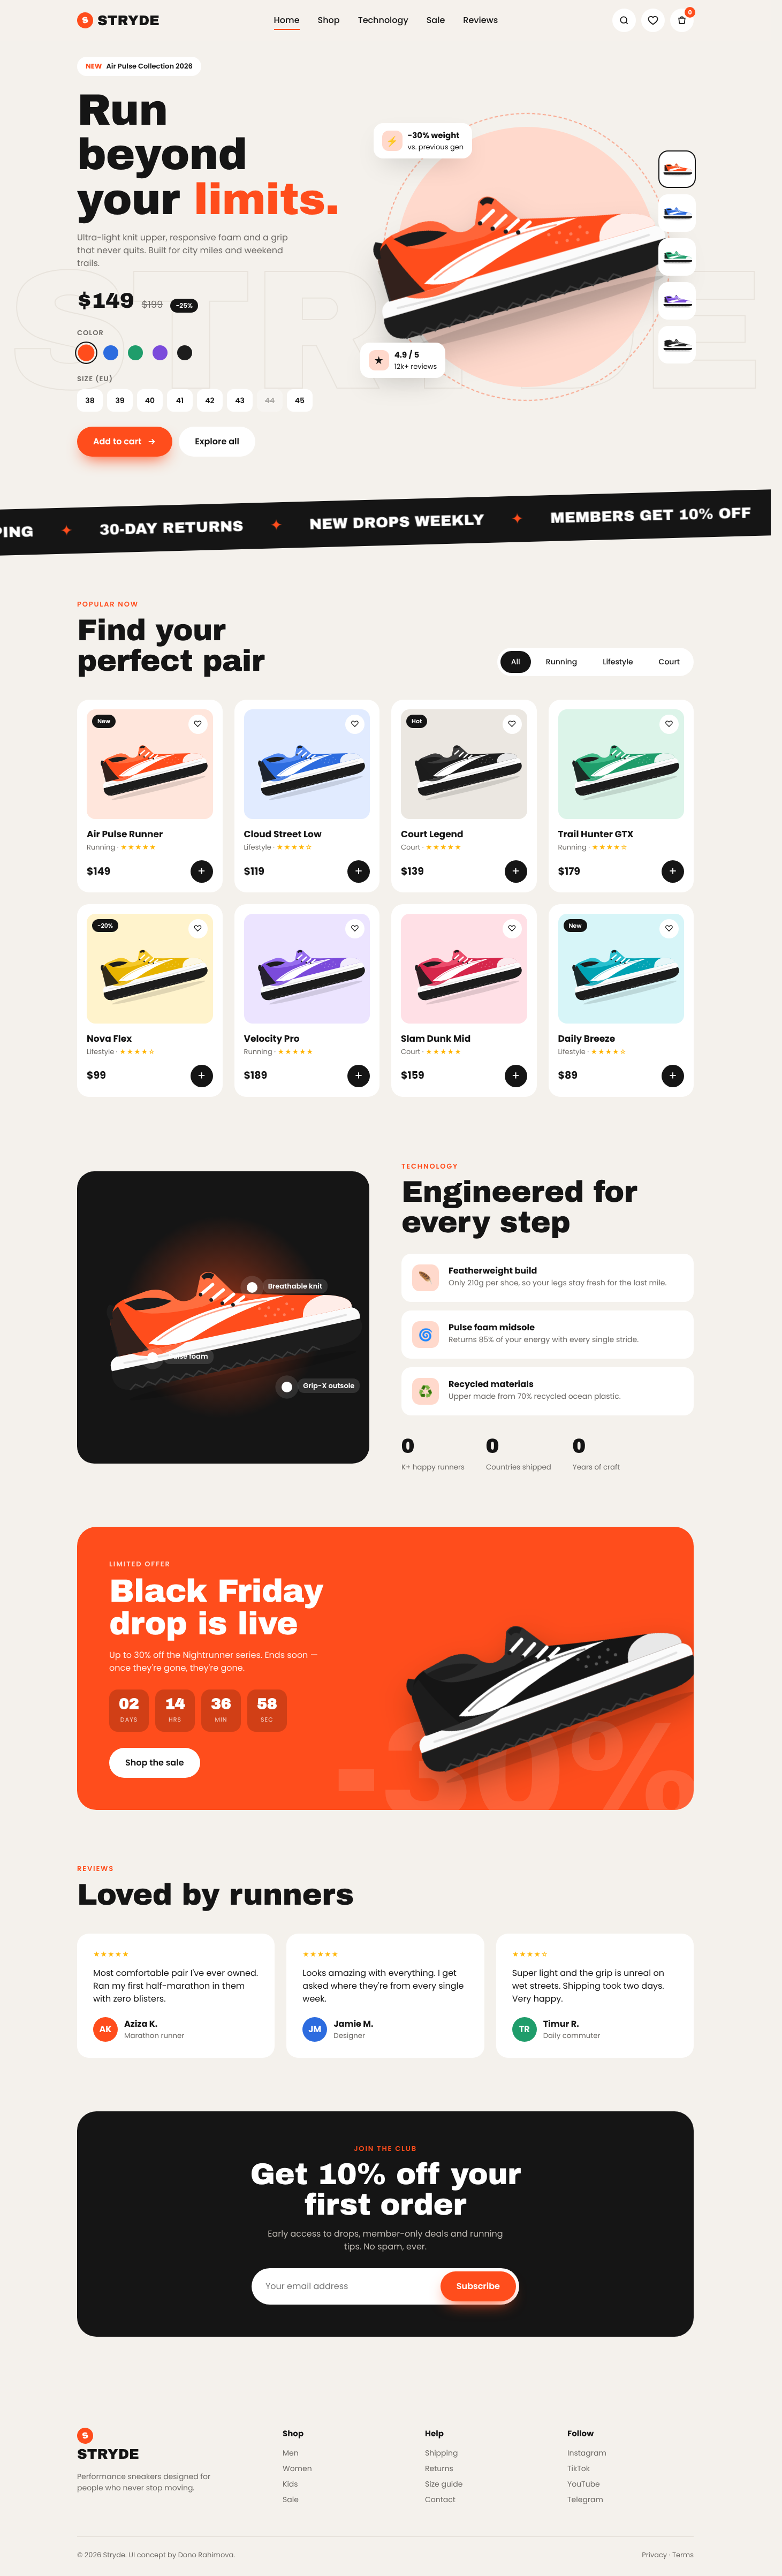 S STRYDE
Home Shop Technology Sale Reviews
0
NEW Air Pulse Collection 2026
Run
beyond
your limits.
Ultra-light knit upper, responsive foam and a grip
that never quits. Built for city miles and weekend
trails.
$149 $199 -25%
COLOR
SIZE (EU)
38 39 40 41 42 43 44 45
Add to cart → Explore all
-30% weight
vs. previous gen
4.9 / 5
12k+ reviews
PING ✦ 30-DAY RETURNS ✦ NEW DROPS WEEKLY ✦ MEMBERS GET 10% OFF
POPULAR NOW
Find your
perfect pair
All Running Lifestyle Court
New
Air Pulse Runner
Running · ★★★★★
$149
+
Cloud Street Low
Lifestyle · ★★★★☆
$119
+
Hot
Court Legend
Court · ★★★★★
$139
+
Trail Hunter GTX
Running · ★★★★☆
$179
+
-20%
Nova Flex
Lifestyle · ★★★★☆
$99
+
Velocity Pro
Running · ★★★★★
$189
+
Slam Dunk Mid
Court · ★★★★★
$159
+
New
Daily Breeze
Lifestyle · ★★★★☆
$89
+
Breathable knit
foam
Grip-X outsole
TECHNOLOGY
Engineered for
every step
Featherweight build
Only 210g per shoe, so your legs stay fresh for the last mile.
Pulse foam midsole
Returns 85% of your energy with every single stride.
Recycled materials
Upper made from 70% recycled ocean plastic.
0 0 0
K+ happy runners Countries shipped Years of craft
LIMITED OFFER
Black Friday
drop is live
Up to 30% off the Nightrunner series. Ends soon —
once they're gone, they're gone.
02 14 36 58
DAYS HRS MIN SEC
Shop the sale
-30%
REVIEWS
Loved by runners
★★★★★
Most comfortable pair I've ever owned.
Ran my first half-marathon in them
with zero blisters.
AK Aziza K.
Marathon runner
★★★★★
Looks amazing with everything. I get
asked where they're from every single
week.
JM Jamie M.
Designer
★★★★☆
Super light and the grip is unreal on
wet streets. Shipping took two days.
Very happy.
TR Timur R.
Daily commuter
JOIN THE CLUB
Get 10% off your
first order
Early access to drops, member-only deals and running
tips. No spam, ever.
Your email address Subscribe
S
STRYDE
Performance sneakers designed for
people who never stop moving.
Shop
Men
Women
Kids
Sale
Help
Shipping
Returns
Size guide
Contact
Follow
Instagram
TikTok
YouTube
Telegram
© 2026 Stryde. UI concept by Dono Rahimova.
Privacy · Terms